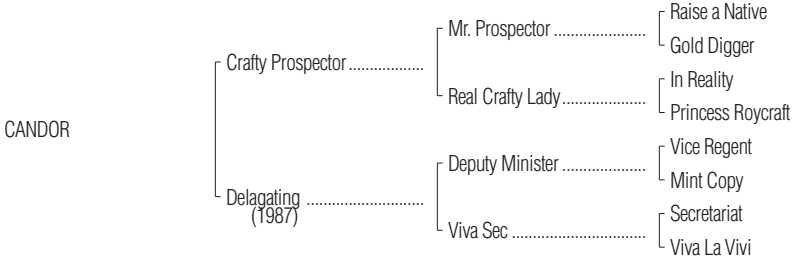 Raise a Native
Mr. Prospector ......................
Gold Digger
Crafty Prospector ..................
In Reality
Real Crafty Lady....................
Princess Roycraft
CANDOR
Vice Regent
Deputy Minister ....................
Mint Copy
Delagating ............................
(1987)
Secretariat
Viva Sec ................................
Viva La Vivi